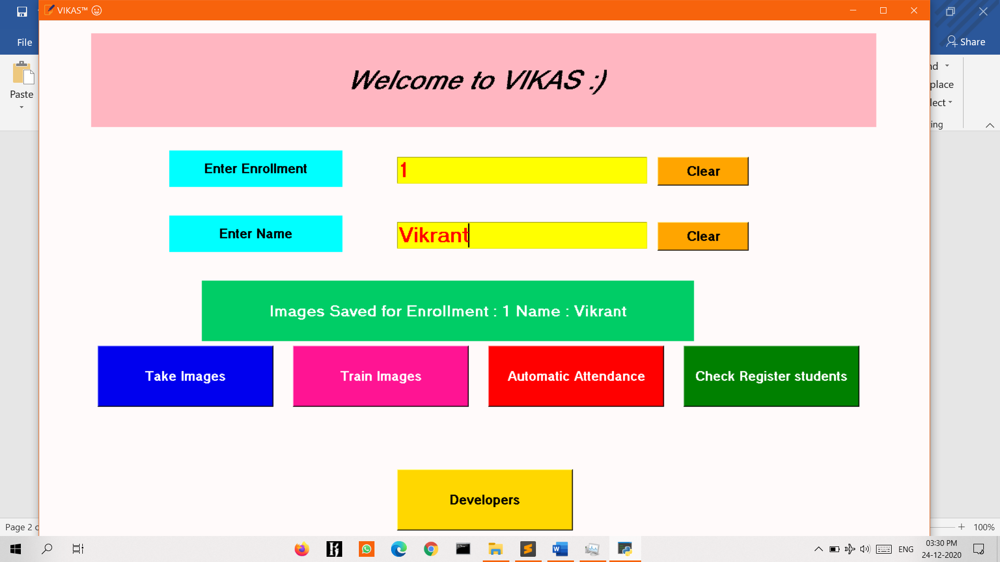 VIKAS™
File
Share
Paste
nd
place
lect
ing
Welcome to VIKAS :)
Enter Enrollment
1
Clear
Enter Name
Vikrant
Clear
Images Saved for Enrollment : 1 Name : Vikrant
Take Images
Train Images
Automatic Attendance
Check Register students
Developers
Page 2
100%
ENG
03:30 PM
24-12-2020